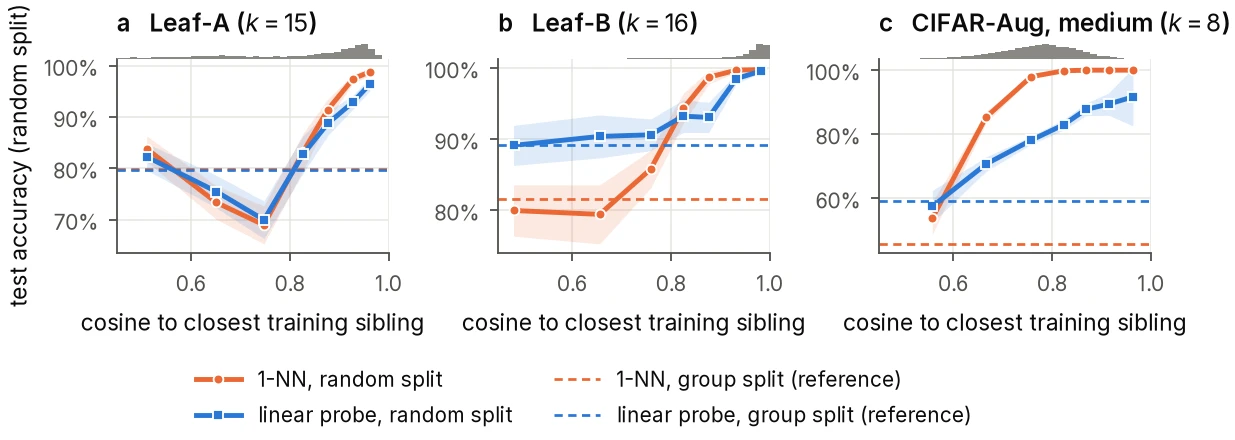 a Leaf-A (k = 15)
b Leaf-B (k = 16)
c CIFAR-Aug, medium (k = 8)
test accuracy (random split)
100%
90%
80%
70%
0.6
0.8
1.0
cosine to closest training sibling
100%
90%
80%
0.6
0.8
1.0
cosine to closest training sibling
100%
80%
60%
0.6
0.8
1.0
cosine to closest training sibling
1-NN, random split
linear probe, random split
1-NN, group split (reference)
linear probe, group split (reference)